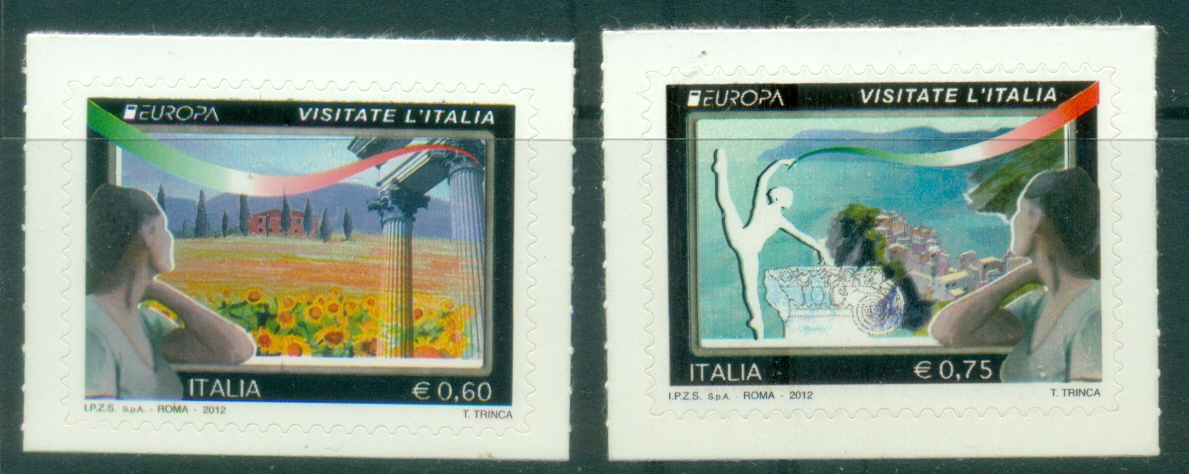 EUROPA VISITATE L'ITALIA
ITALIA € 0,60
I.P.Z.S. S.p.A. - ROMA - 2012 T. TRINCA
EUROPA VISITATE L'ITALIA
ITALIA € 0,75
I.P.Z.S. S.p.A. - ROMA - 2012 T. TRINCA